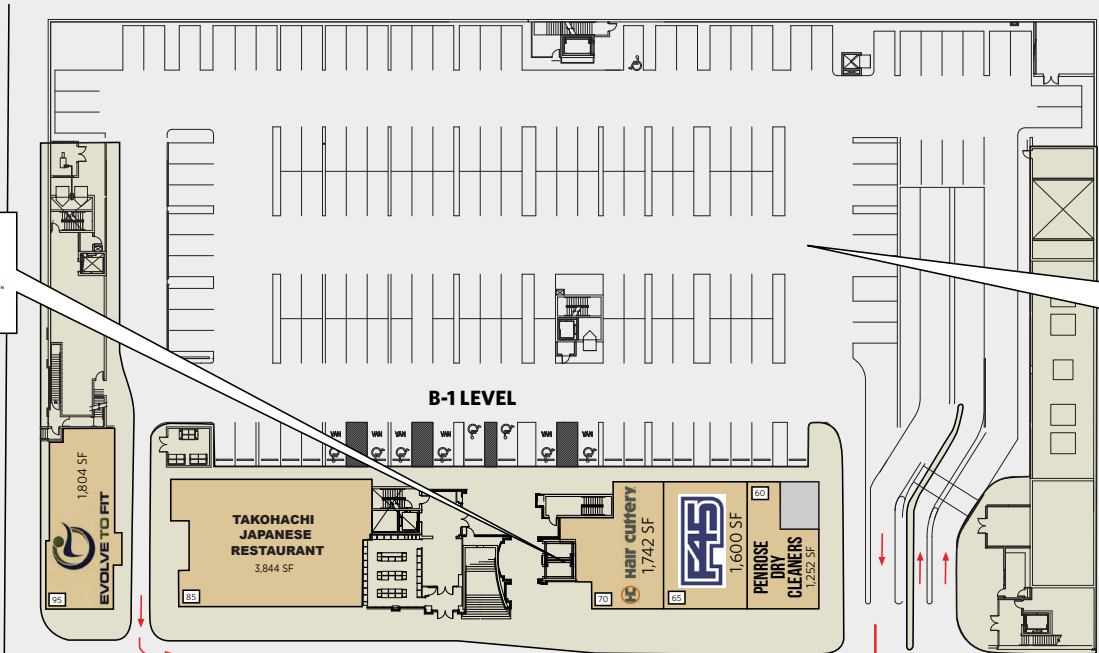 ™
B-1 LEVEL
VAN
VAN
VAN
VAN
VAN
VAN
1,804 SF
EVOLVE TO FIT
95
TAKOHACHI
JAPANESE
RESTAURANT
3,844 SF
85
HC Hair Cuttery
1,742 SF
70
F45
1,600 SF
65
60
PENROSE
DRY
CLEANERS
1,252 SF